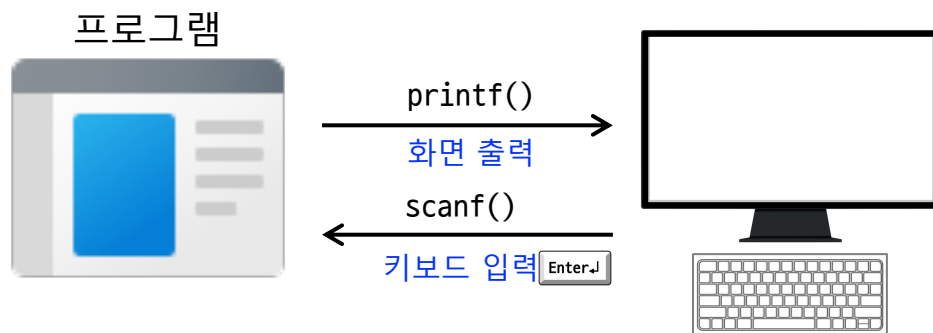 프로그램
printf()
화면 출력
scanf()
키보드 입력 Enter↲